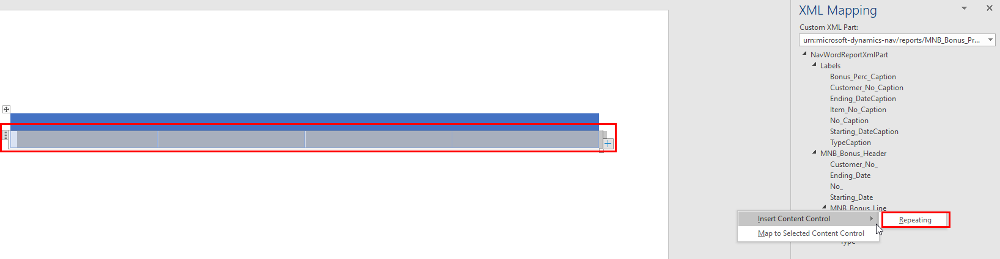 XML Mapping
Custom XML Part:
urn:microsoft-dynamics-nav/reports/MNB_Bonus_Pr...
NavWordReportXmlPart
Labels
Bonus_Perc_Caption
Customer_No_Caption
Ending_DateCaption
Item_No_Caption
No_Caption
Starting_DateCaption
TypeCaption
MNB_Bonus_Header
Customer_No_
Ending_Date
No_
Starting_Date
MNB_Bonus_Line
Insert Content Control
Repeating
Map to Selected Content Control
Type